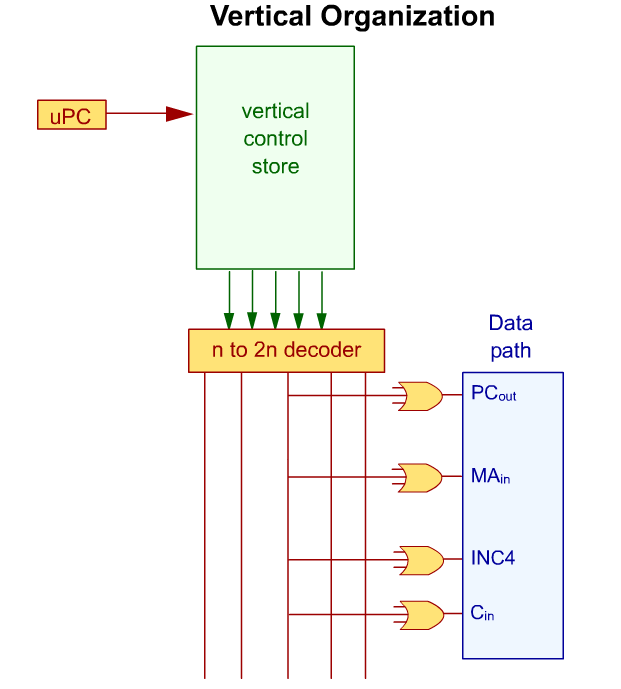 Vertical Organization
uPC
vertical
control
store
n to 2n decoder
Data
path
PCout
MAin
INC4
Cin